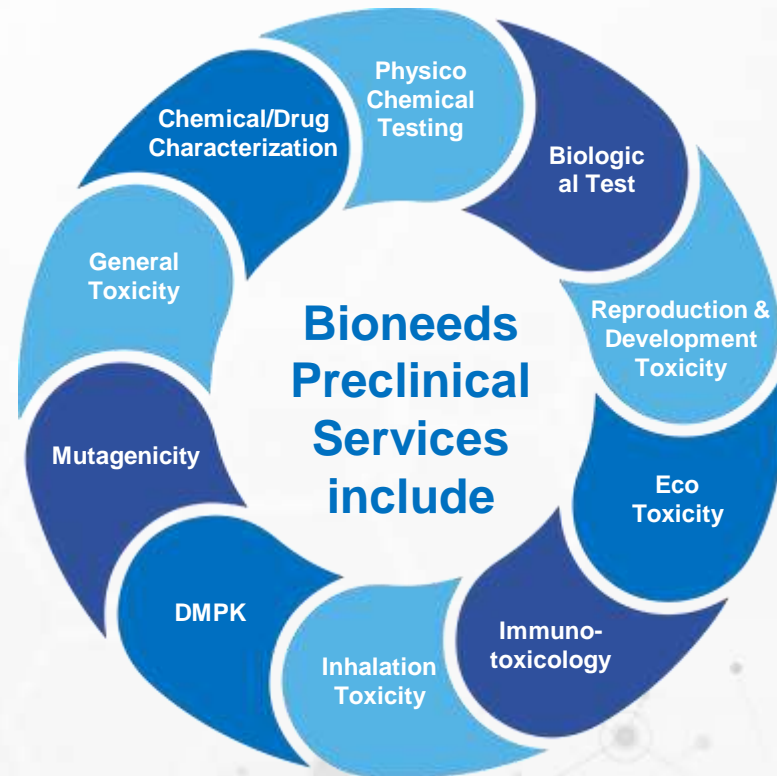 Physico
Chemical
Testing
Biologic
al Test
Reproduction &
Development
Toxicity
Eco
Toxicity
Immuno-
toxicology
Inhalation
Toxicity
DMPK
Mutagenicity
General
Toxicity
Chemical/Drug
Characterization
Bioneeds
Preclinical
Services
include